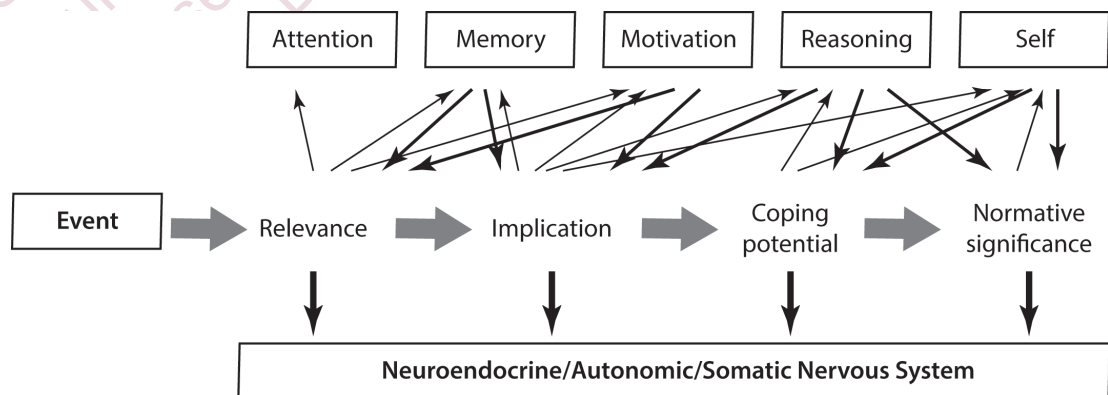 Attention
Memory
Motivation
Reasoning
Self
Event
Relevance
Implication
Coping
potential
Normative
significance
Neuroendocrine/Autonomic/Somatic Nervous System